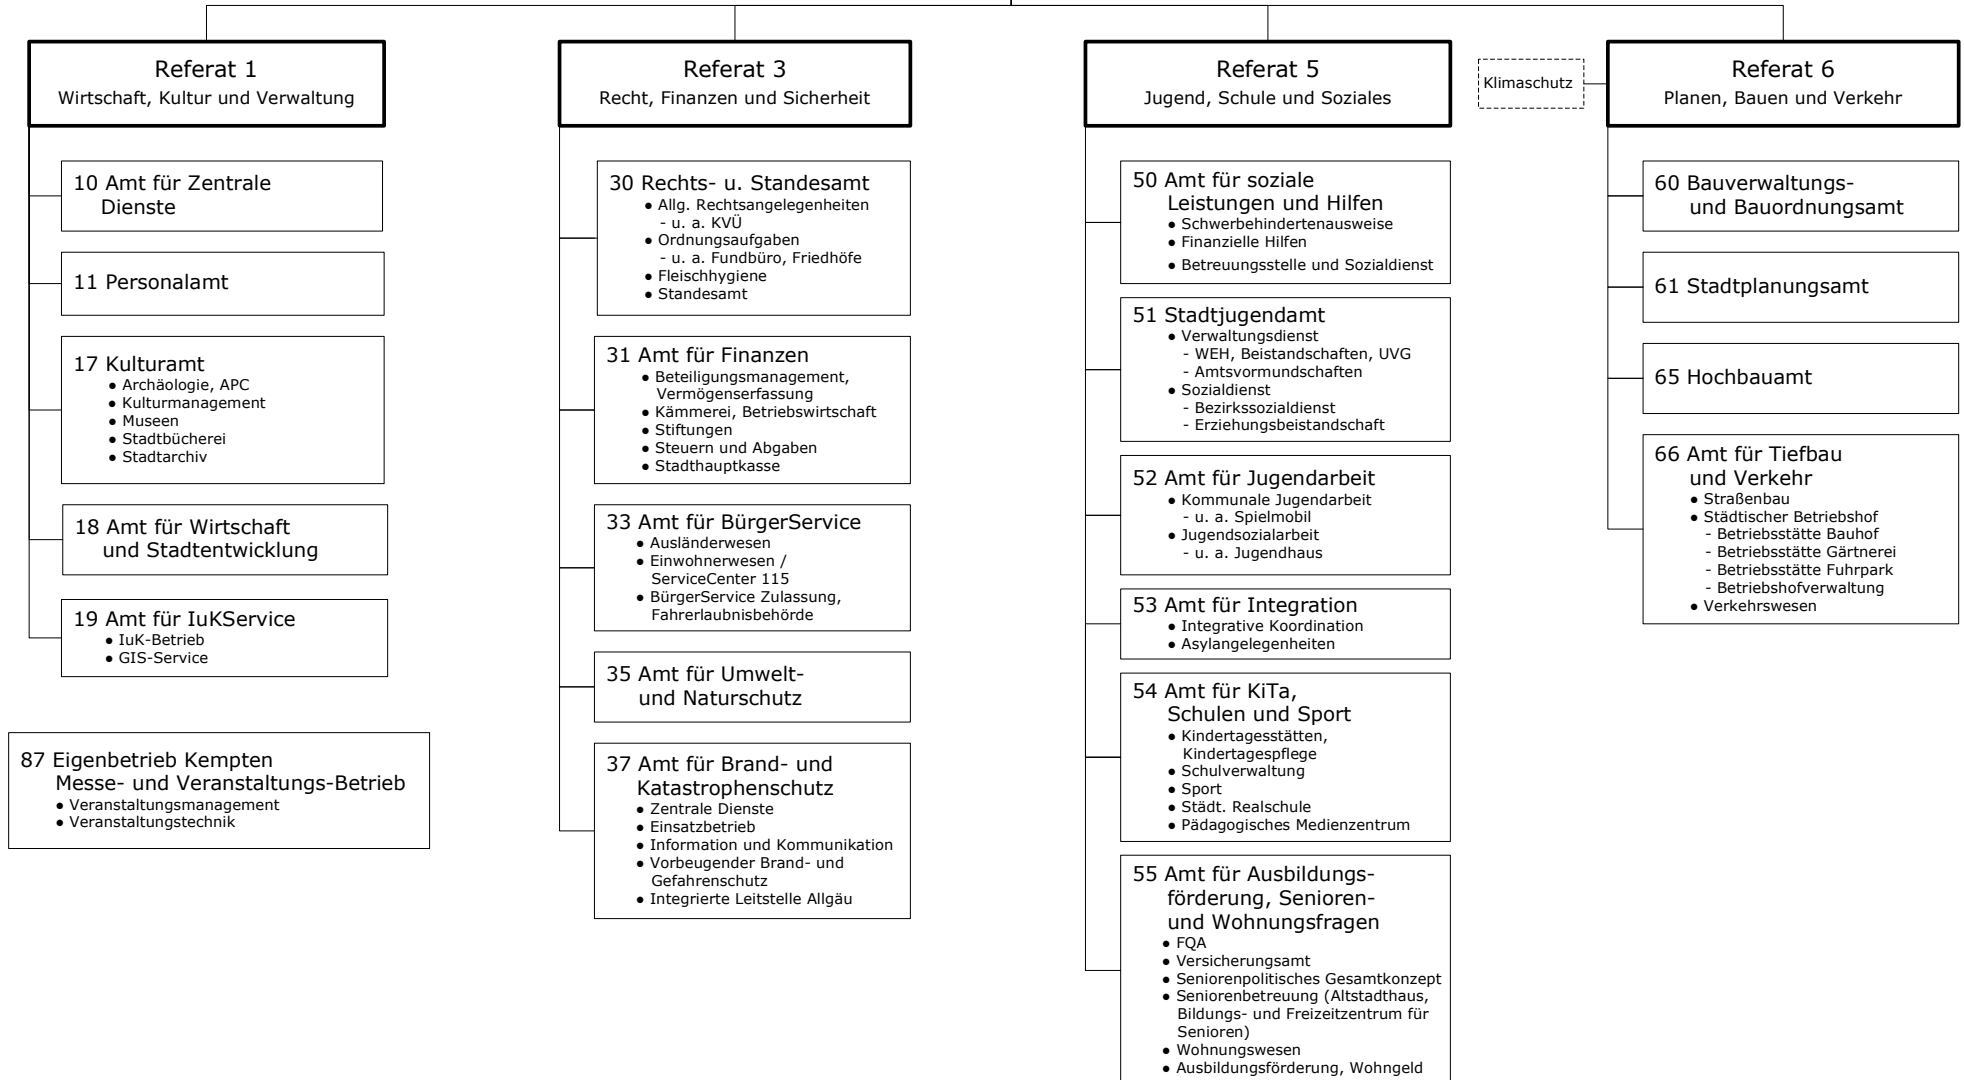 Referat 1
Wirtschaft, Kultur und Verwaltung
10 Amt für Zentrale
Dienste
11 Personalamt
17 Kulturamt
● Archäologie, APC
● Kulturmanagement
● Museen
● Stadtbücherei
● Stadtarchiv
18 Amt für Wirtschaft
und Stadtentwicklung
19 Amt für IuKService
● IuK-Betrieb
● GIS-Service
87 Eigenbetrieb Kempten
Messe- und Veranstaltungs-Betrieb
● Veranstaltungsmanagement
● Veranstaltungstechnik
Referat 3
Recht, Finanzen und Sicherheit
30 Rechts- u. Standesamt
● Allg. Rechtsangelegenheiten
- u. a. KVÜ
● Ordnungsaufgaben
- u. a. Fundbüro, Friedhöfe
● Fleischhygiene
● Standesamt
31 Amt für Finanzen
● Beteiligungsmanagement,
Vermögenserfassung
● Kämmerei, Betriebswirtschaft
● Stiftungen
● Steuern und Abgaben
● Stadthauptkasse
33 Amt für BürgerService
● Ausländerwesen
● Einwohnerwesen /
ServiceCenter 115
● BürgerService Zulassung,
Fahrerlaubnisbehörde
35 Amt für Umwelt-
und Naturschutz
37 Amt für Brand- und
Katastrophenschutz
● Zentrale Dienste
● Einsatzbetrieb
● Information und Kommunikation
● Vorbeugender Brand- und
Gefahrenschutz
● Integrierte Leitstelle Allgäu
Referat 5
Jugend, Schule und Soziales
50 Amt für soziale
Leistungen und Hilfen
● Schwerbehindertenausweise
● Finanzielle Hilfen
● Betreuungsstelle und Sozialdienst
51 Stadtjugendamt
● Verwaltungsdienst
- WEH, Beistandschaften, UVG
- Amtsvormundschaften
● Sozialdienst
- Bezirkssozialdienst
- Erziehungsbeistandschaft
52 Amt für Jugendarbeit
● Kommunale Jugendarbeit
- u. a. Spielmobil
● Jugendsozialarbeit
- u. a. Jugendhaus
53 Amt für Integration
● Integrative Koordination
● Asylangelegenheiten
54 Amt für KiTa,
Schulen und Sport
● Kindertagesstätten,
Kindertagespflege
● Schulverwaltung
● Sport
● Städt. Realschule
● Pädagogisches Medienzentrum
55 Amt für Ausbildungs-
förderung, Senioren-
und Wohnungsfragen
● FQA
● Versicherungsamt
● Seniorenpolitisches Gesamtkonzept
● Seniorenbetreuung (Altstadthaus,
Bildungs- und Freizeitzentrum für
Senioren)
● Wohnungswesen
● Ausbildungsförderung, Wohngeld
Klimaschutz
Referat 6
Planen, Bauen und Verkehr
60 Bauverwaltungs-
und Bauordnungsamt
61 Stadtplanungsamt
65 Hochbauamt
66 Amt für Tiefbau
und Verkehr
● Straßenbau
● Städtischer Betriebshof
- Betriebsstätte Bauhof
- Betriebsstätte Gärtnerei
- Betriebsstätte Fuhrpark
- Betriebshofverwaltung
● Verkehrswesen